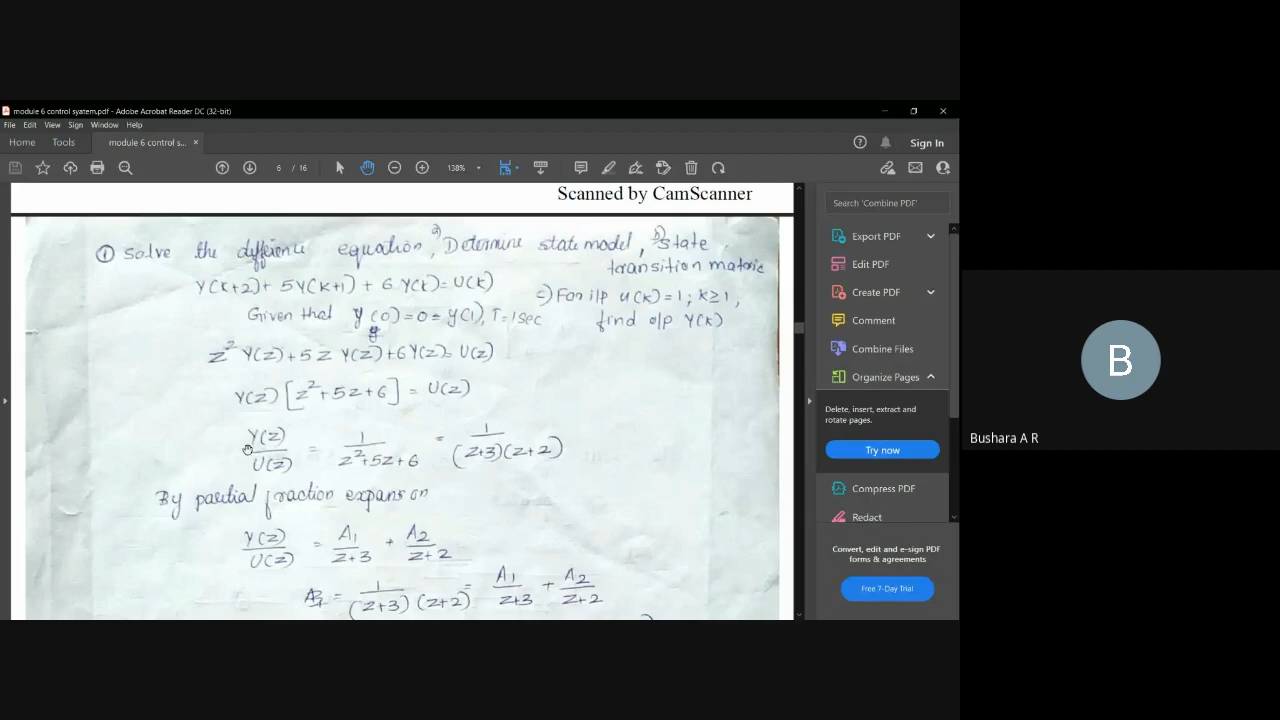 module 6 control syatem.pdf - Adobe Acrobat Reader DC (32-bit)
File Edit View Sign Window Help
Home Tools module 6 control s... × Sign In
6 / 16 138%
Scanned by CamScanner
① Solve the difference equation, a) Determine state model, b) State
transition matrix
Y(k+2) + 5Y(k+1) + 6 Y(k) = U(k)
c) For i/p u(k) = 1; k≥1,
Given that y(0) = 0 = y(1), T=1sec find o/p Y(k)
y
z² Y(z) + 5 z Y(z) + 6Y(z) = U(z)
Y(z) [z² + 5z + 6] = U(z)
Y(z)/U(z) = 1/(z²+5z+6) = 1/((z+3)(z+2))
By partial fraction expansion
Y(z)/U(z) = A₁/(z+3) + A₂/(z+2)
= 1/((z+3)(z+2)) = A₁/(z+3) + A₂/(z+2)
Search 'Combine PDF'
Export PDF
Edit PDF
Create PDF
Comment
Combine Files
Organize Pages
Delete, insert, extract and
rotate pages.
Try now
Compress PDF
Redact
Convert, edit and e-sign PDF
forms & agreements
Free 7-Day Trial
B
Bushara A R